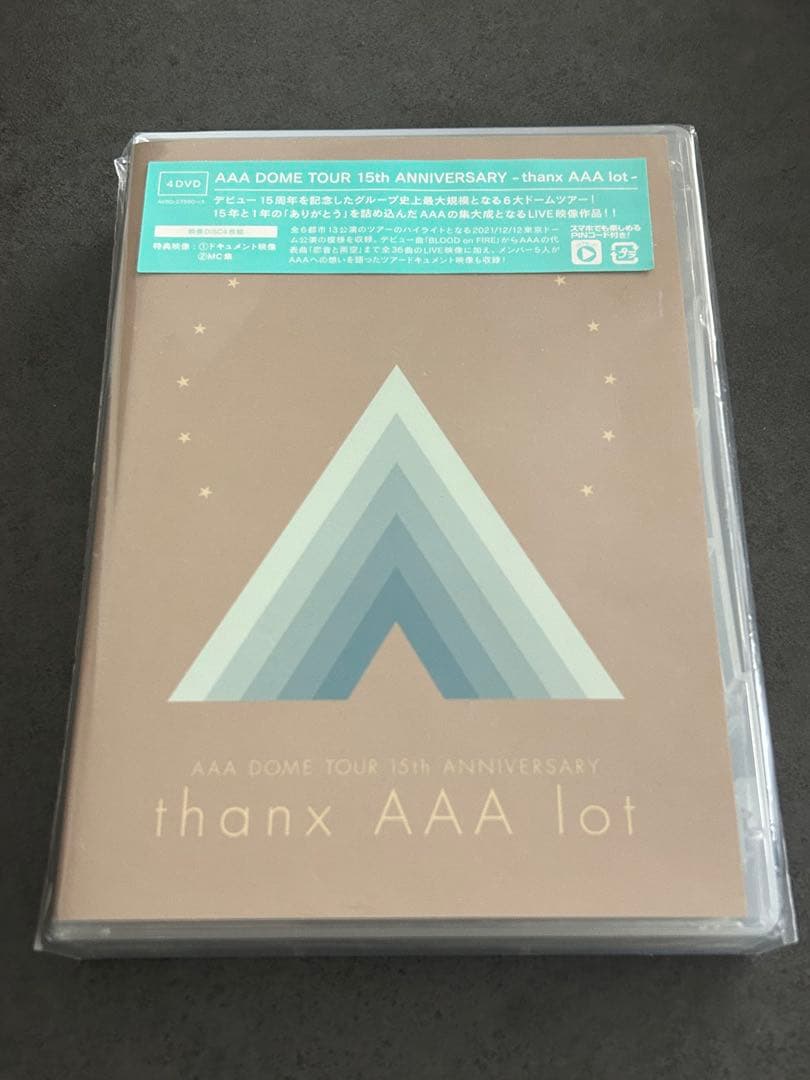 4DVD
AAA DOME TOUR 15th ANNIVERSARY -thanx AAA lot-
デビュー15周年を記念したグループ史上最大規模となる6大ドームツアー!
15年と1年の「ありがとう」を詰め込んだAAAの集大成となるLIVE映像作品!!
映像DISC4枚組
特典映像:①ドキュメント映像
②MC集
全6都市13公演のツアーのハイライトとなる2021/12/12東京ドー
ム公演の模様を収録。デビュー曲「BLOOD on FIRE」からAAAの代
表曲「恋音と雨空」まで全36曲のLIVE映像に加え、メンバー5人が
AAAへの想いを語ったツアードキュメント映像も収録!
スマホでも楽しめる
PINコード付き!
プラ
AAA DOME TOUR 15th ANNIVERSARY
thanx AAA lot